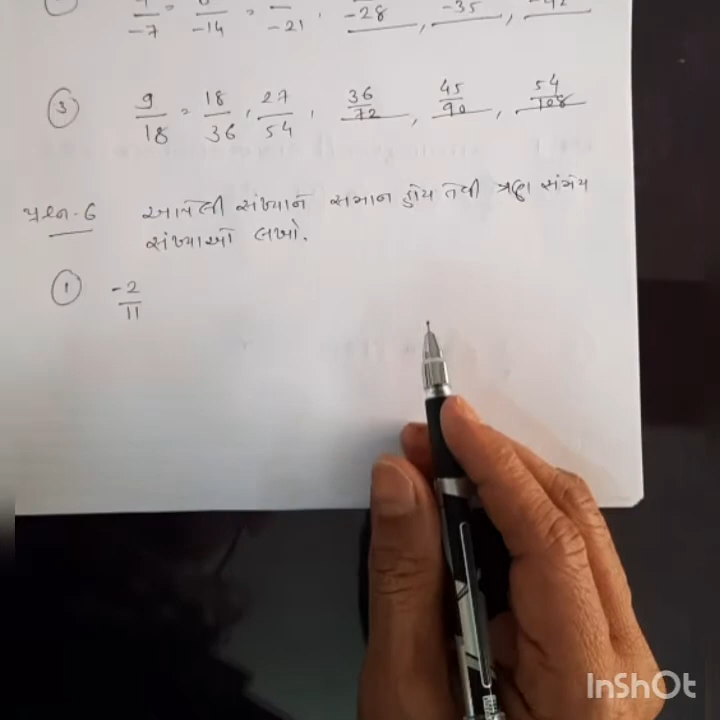 -7 -14 -21 , -28 , -35 ,
③ 9/18 , 18/36 , 27/54 , 36/72 , 45/90 , 54/108
પ્રશ્ન-6 આપેલી સંખ્યાને સમાન હોય તેવી ત્રણ સંમેય
સંખ્યાઓ લખો.
① -2/11
InShOt